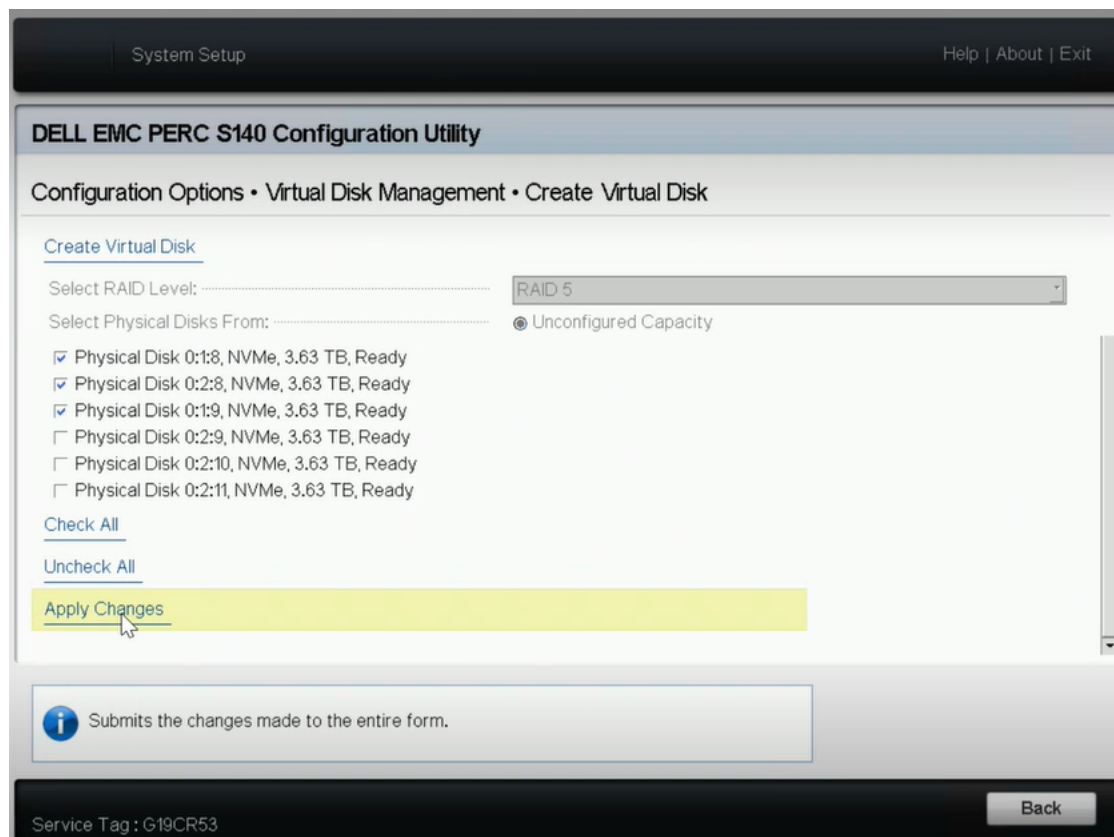 System Setup
Help | About | Exit
DELL EMC PERC S140 Configuration Utility
Configuration Options • Virtual Disk Management • Create Virtual Disk
Create Virtual Disk
Select RAID Level: RAID 5
Select Physical Disks From: Unconfigured Capacity
Physical Disk 0:1:8, NVMe, 3.63 TB, Ready
Physical Disk 0:2:8, NVMe, 3.63 TB, Ready
Physical Disk 0:1:9, NVMe, 3.63 TB, Ready
Physical Disk 0:2:9, NVMe, 3.63 TB, Ready
Physical Disk 0:2:10, NVMe, 3.63 TB, Ready
Physical Disk 0:2:11, NVMe, 3.63 TB, Ready
Check All
Uncheck All
Apply Changes
Submits the changes made to the entire form.
Back
Service Tag : G19CR53